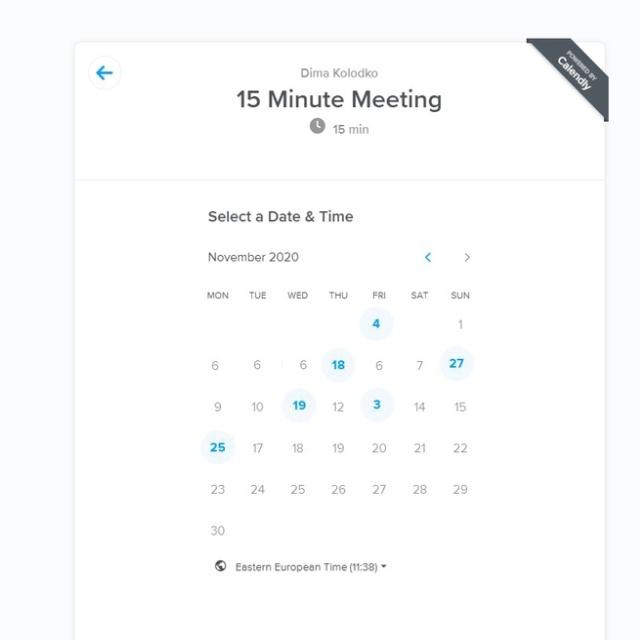 POWERED BY
Calendly
Dima Kolodko
15 Minute Meeting
15 min
Select a Date & Time
November 2020
MON TUE WED THU FRI SAT SUN
4 1
6 6 6 18 6 7 27
9 10 19 12 3 14 15
25 17 18 19 20 21 22
23 24 25 26 27 28 29
30
Eastern European Time (11:38)